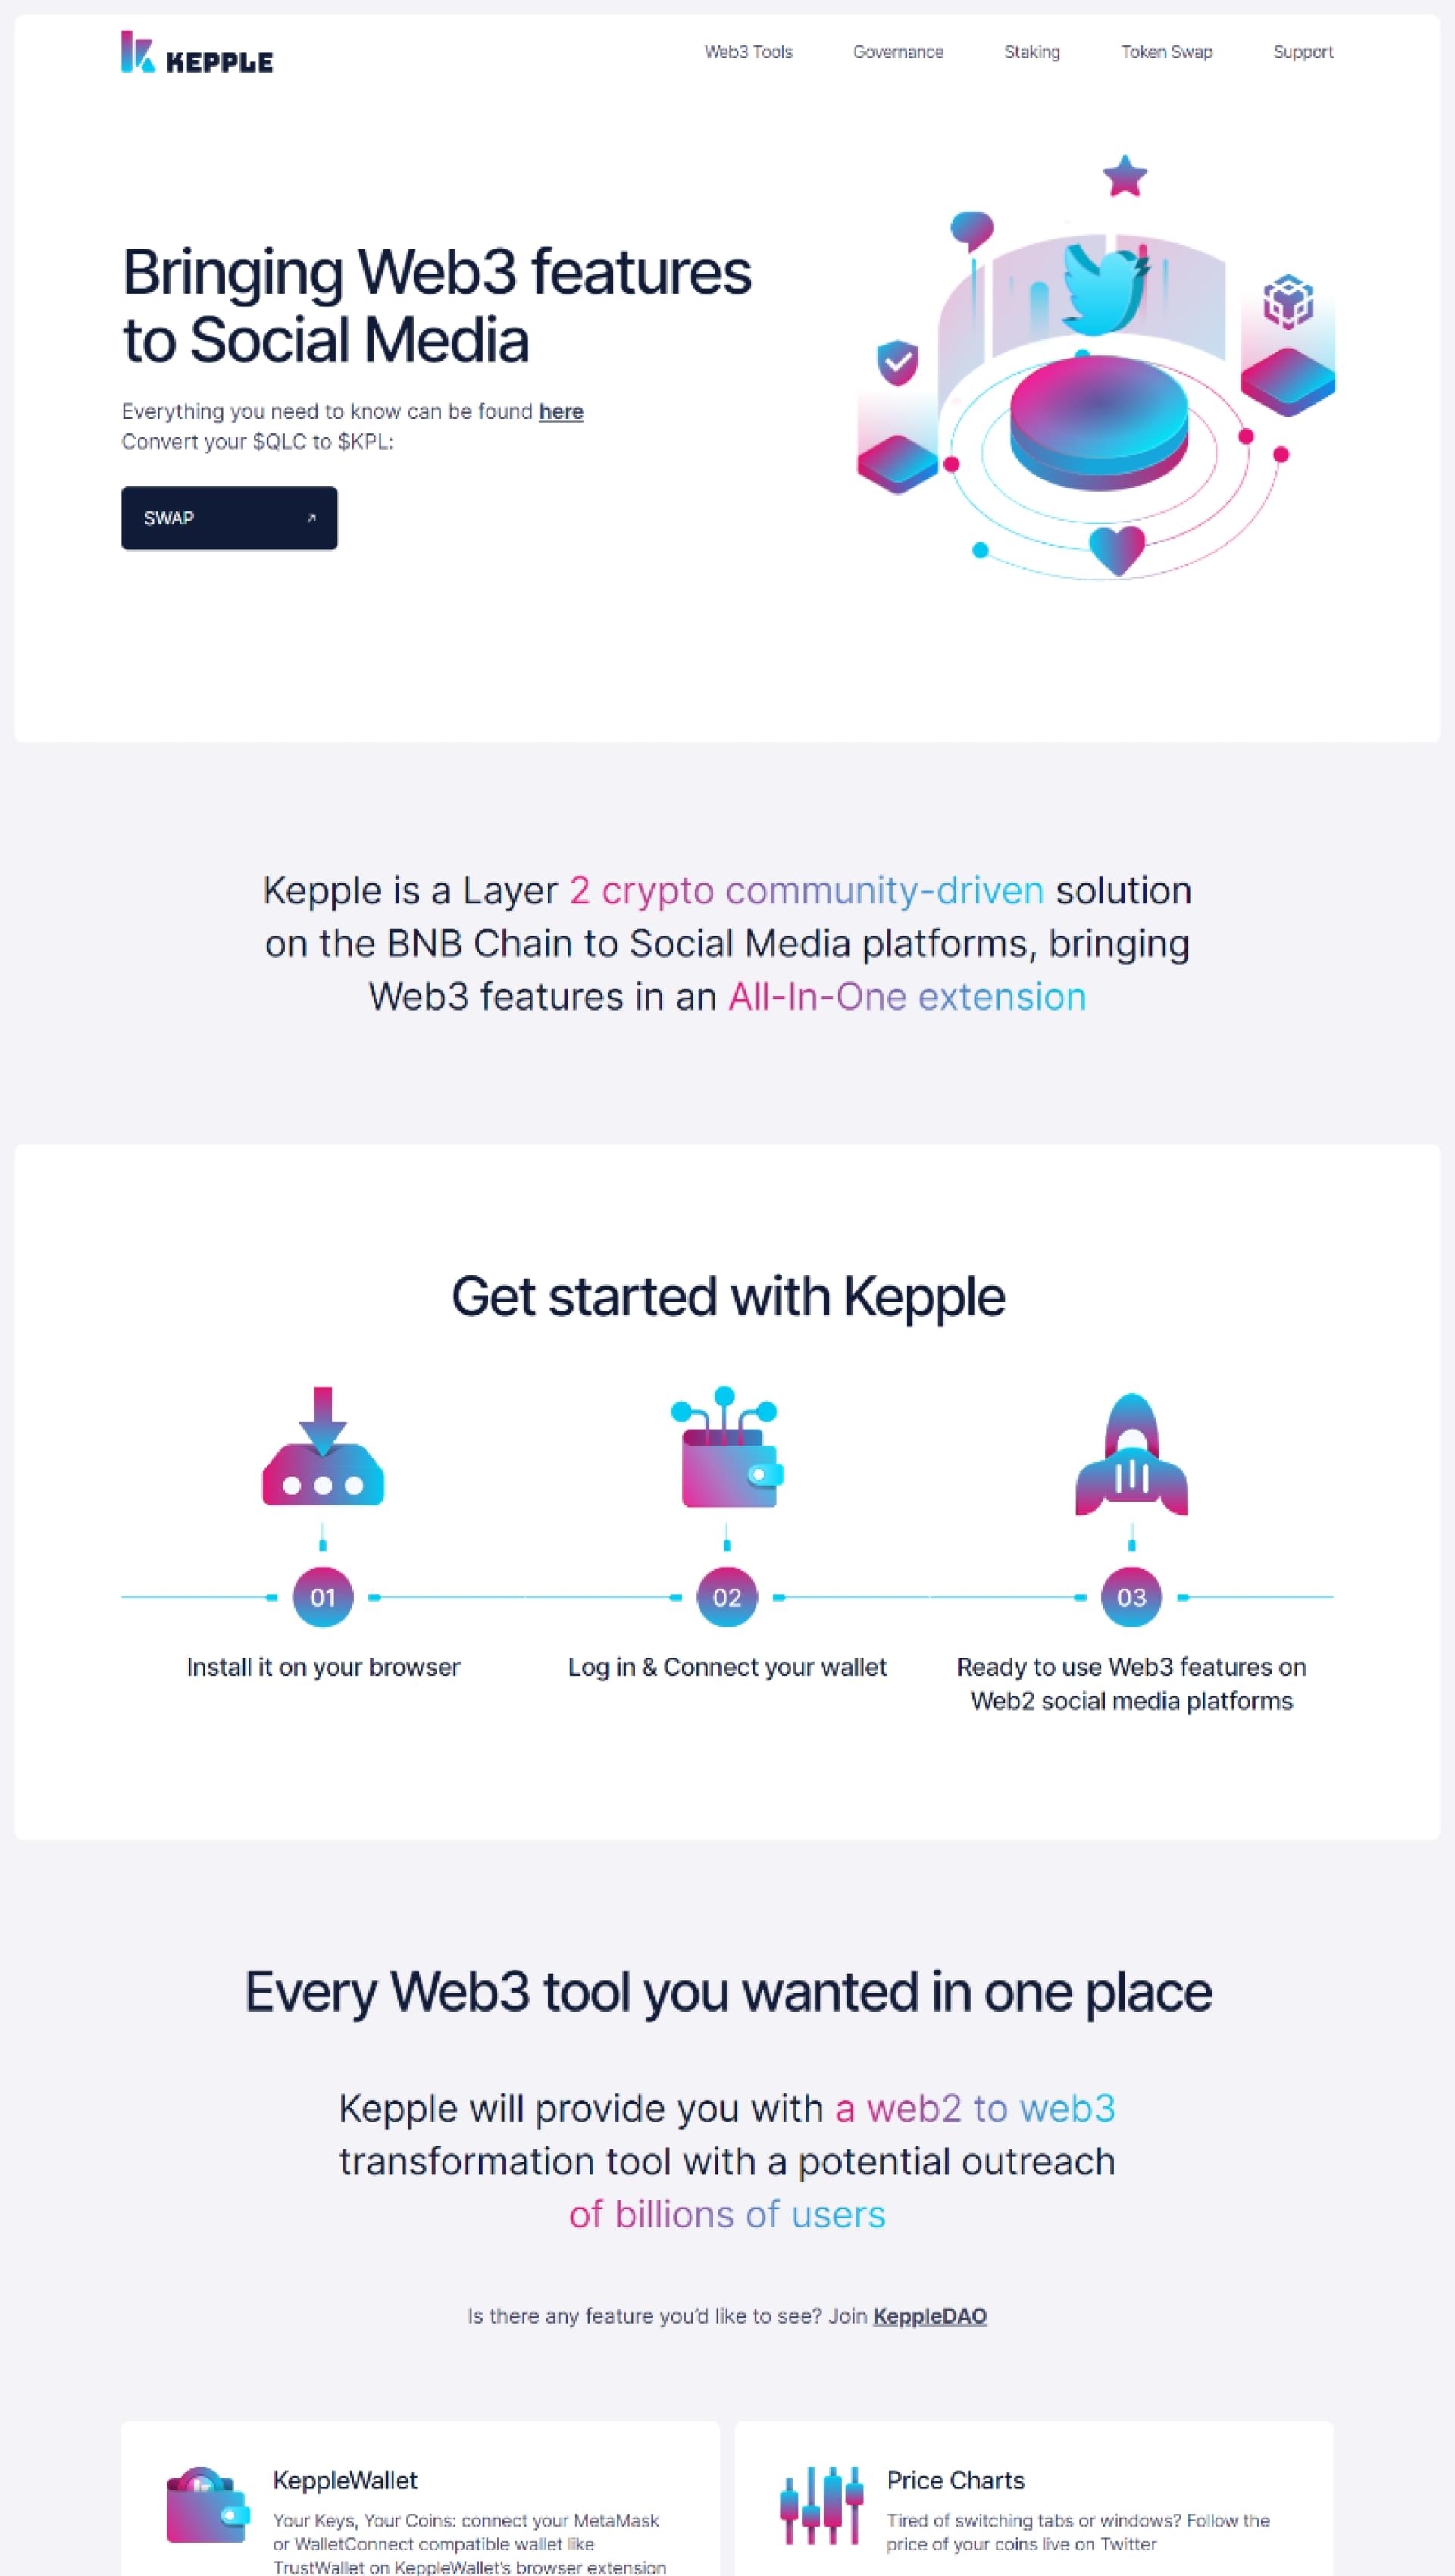 KEPPLE
Web3 Tools
Governance
Staking
Token Swap
Support
Bringing Web3 features
to Social Media
Everything you need to know can be found here
Convert your $QLC to $KPL:
SWAP
Kepple is a Layer 2 crypto community-driven solution
on the BNB Chain to Social Media platforms, bringing
Web3 features in an All-In-One extension
Get started with Kepple
01
Install it on your browser
02
Log in & Connect your wallet
03
Ready to use Web3 features on
Web2 social media platforms
Every Web3 tool you wanted in one place
Kepple will provide you with a web2 to web3
transformation tool with a potential outreach
of billions of users
Is there any feature you'd like to see? Join KeppleDAO
KeppleWallet
Your Keys, Your Coins: connect your MetaMask
or WalletConnect compatible wallet like
TrustWallet on KeppleWallet's browser extension
Price Charts
Tired of switching tabs or windows? Follow the
price of your coins live on Twitter